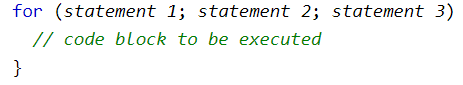 for (statement 1; statement 2; statement 3)
// code block to be executed
}